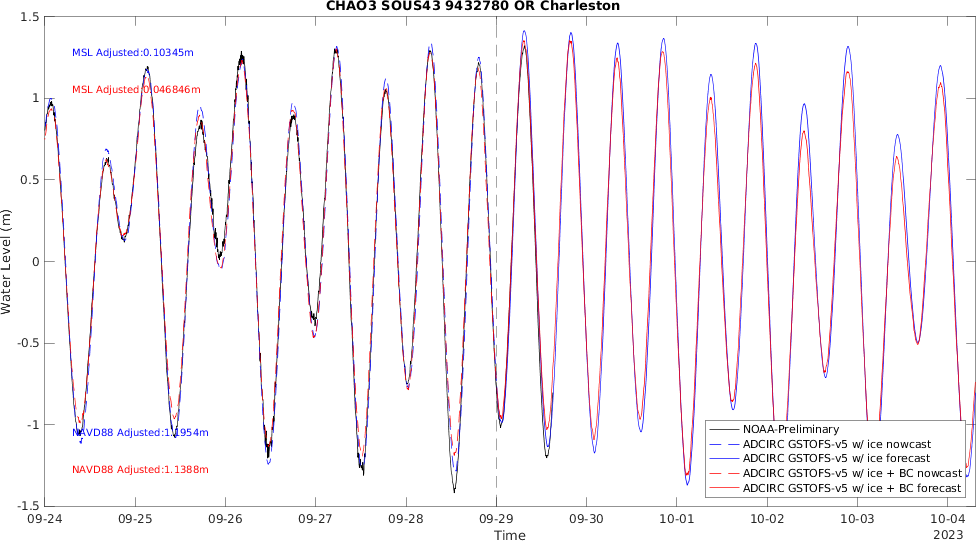 CHAO3 SOUS43 9432780 OR Charleston
1.5
1
0.5
0
-0.5
-1
-1.5
Water Level (m)
MSL Adjusted:0.10345m
MSL Adjusted:0.046846m
NAVD88 Adjusted:1.1954m
NAVD88 Adjusted:1.1388m
NOAA-Preliminary
ADCIRC GSTOFS-v5 w/ ice nowcast
ADCIRC GSTOFS-v5 w/ ice forecast
ADCIRC GSTOFS-v5 w/ ice + BC nowcast
ADCIRC GSTOFS-v5 w/ ice + BC forecast
09-24 09-25 09-26 09-27 09-28 09-29 09-30 10-01 10-02 10-03 10-04
Time
2023